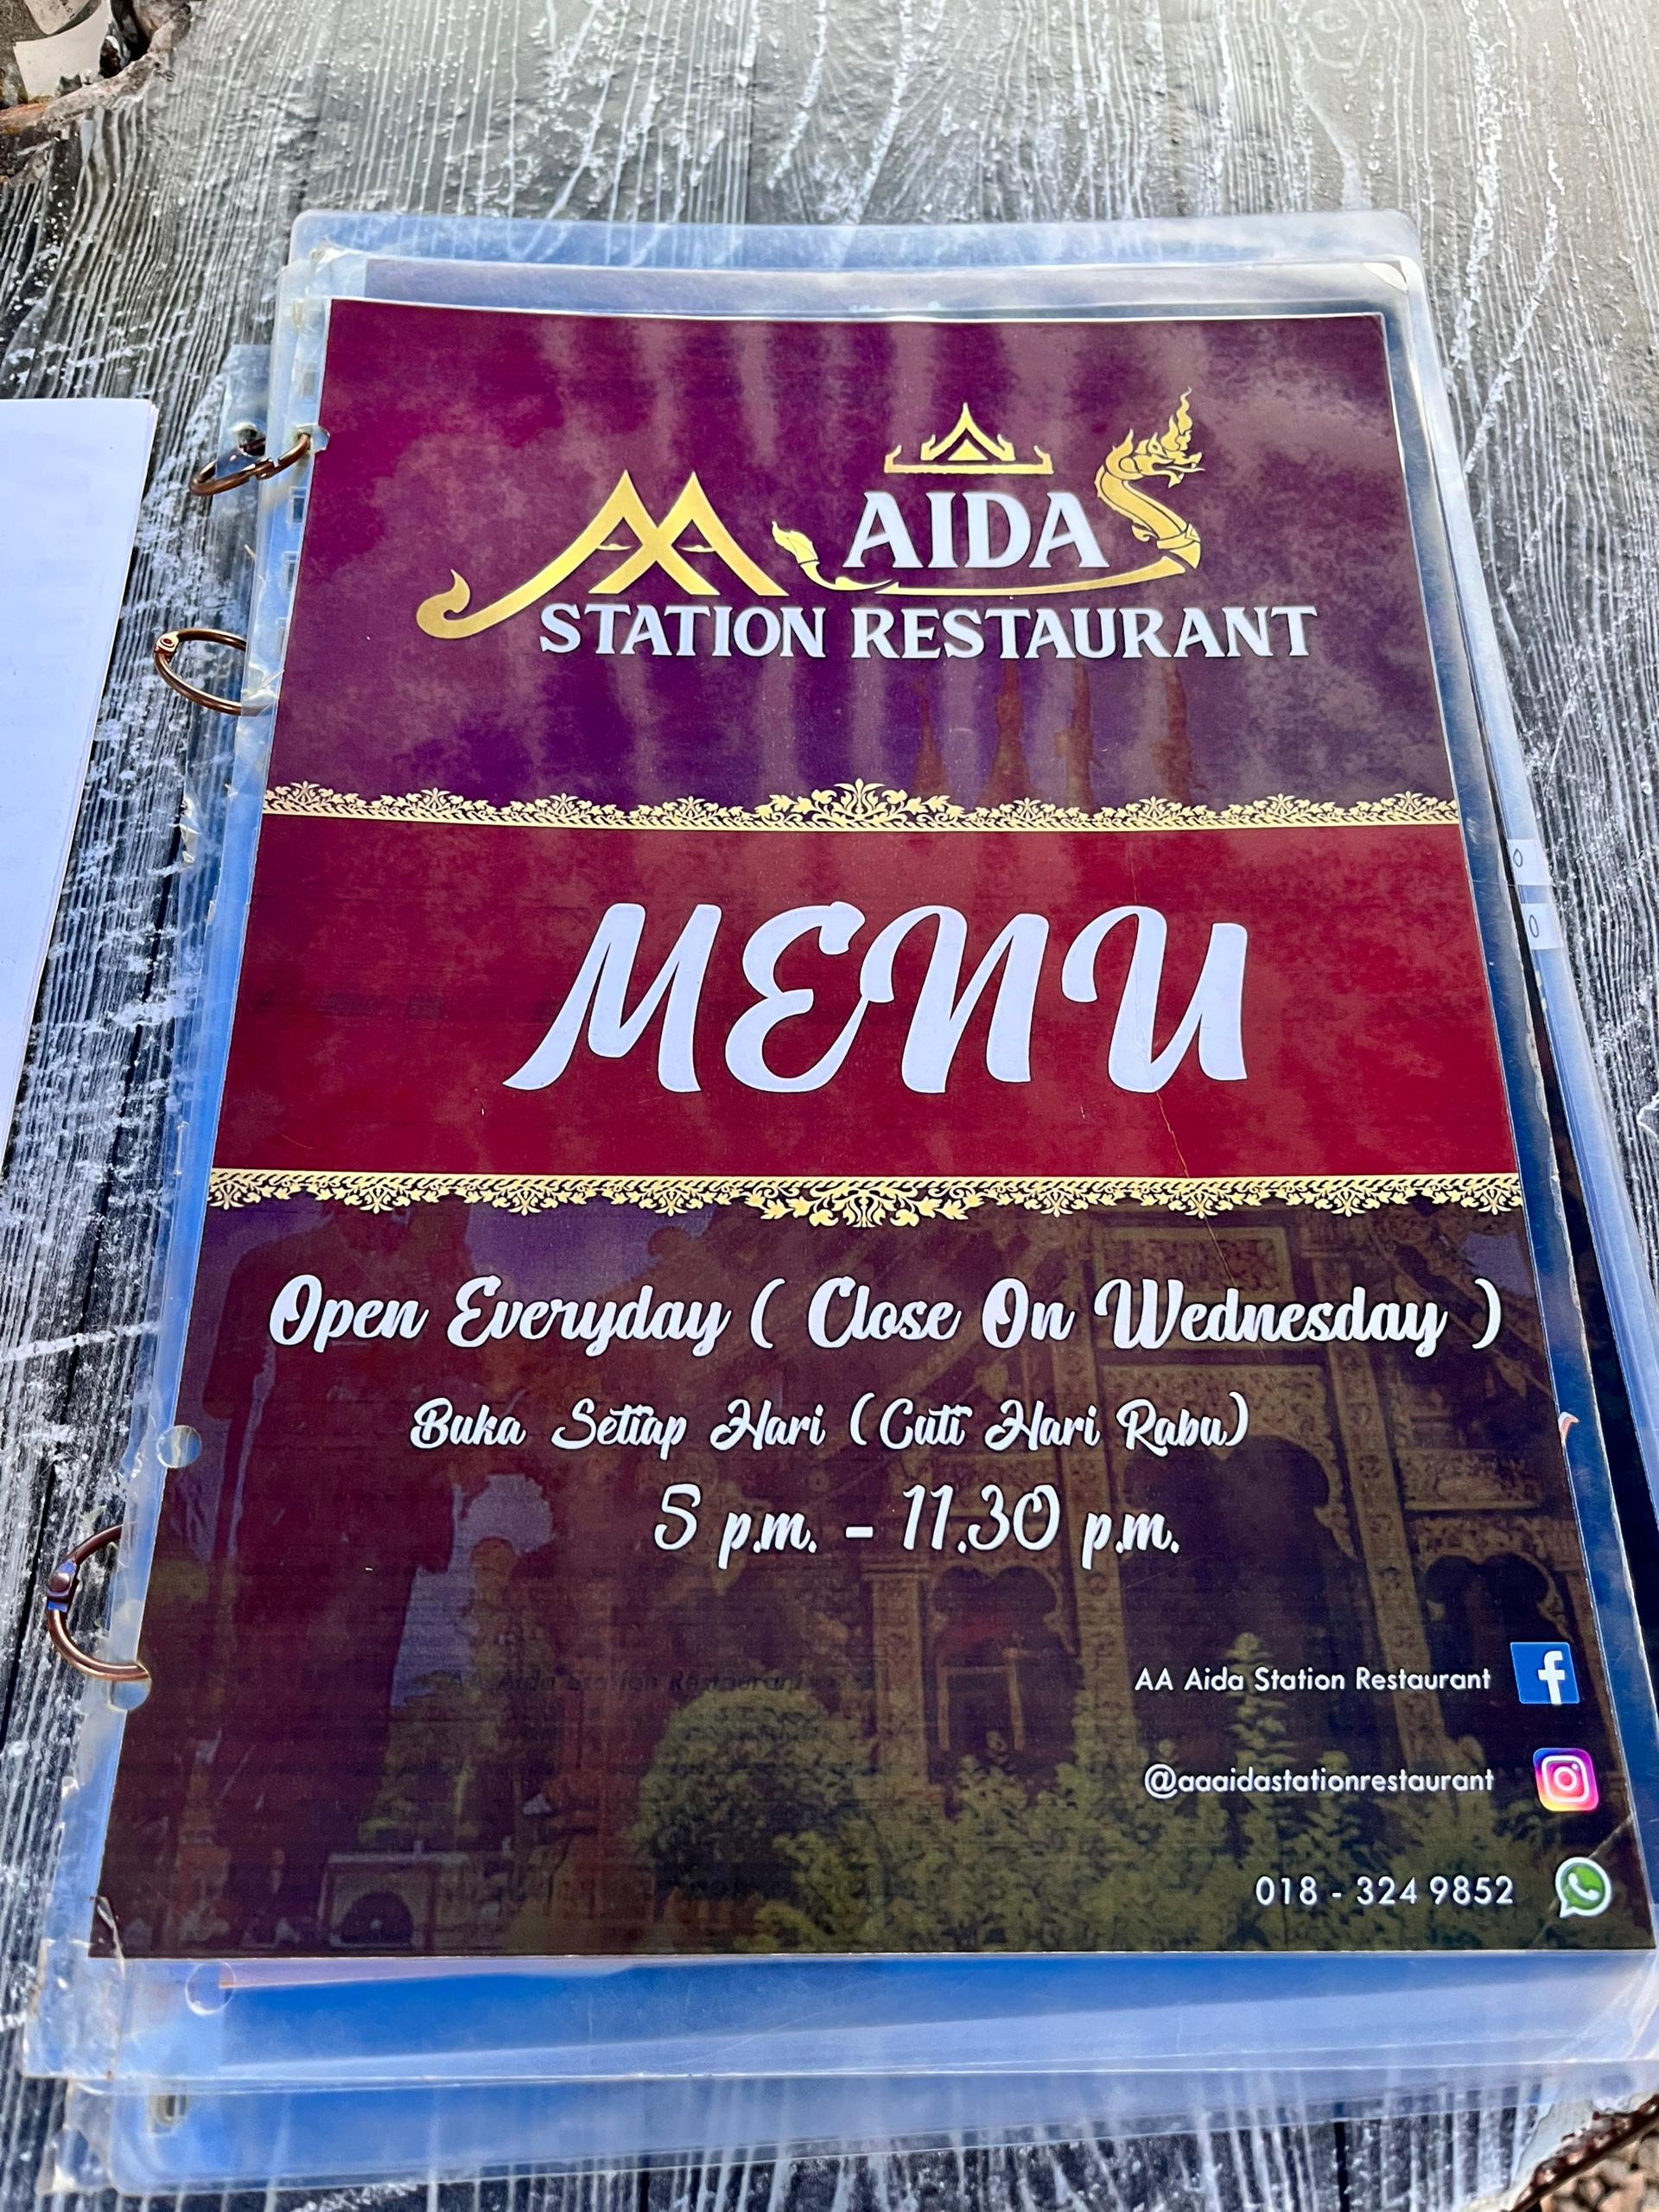 AA AIDA
STATION RESTAURANT
MENU
Open Everyday ( Close On Wednesday )
Buka Setiap Hari (Cuti Hari Rabu)
5 p.m. - 11.30 p.m.
AA Aida Station Restaurant
@aaaidastationrestaurant
018 - 324 9852